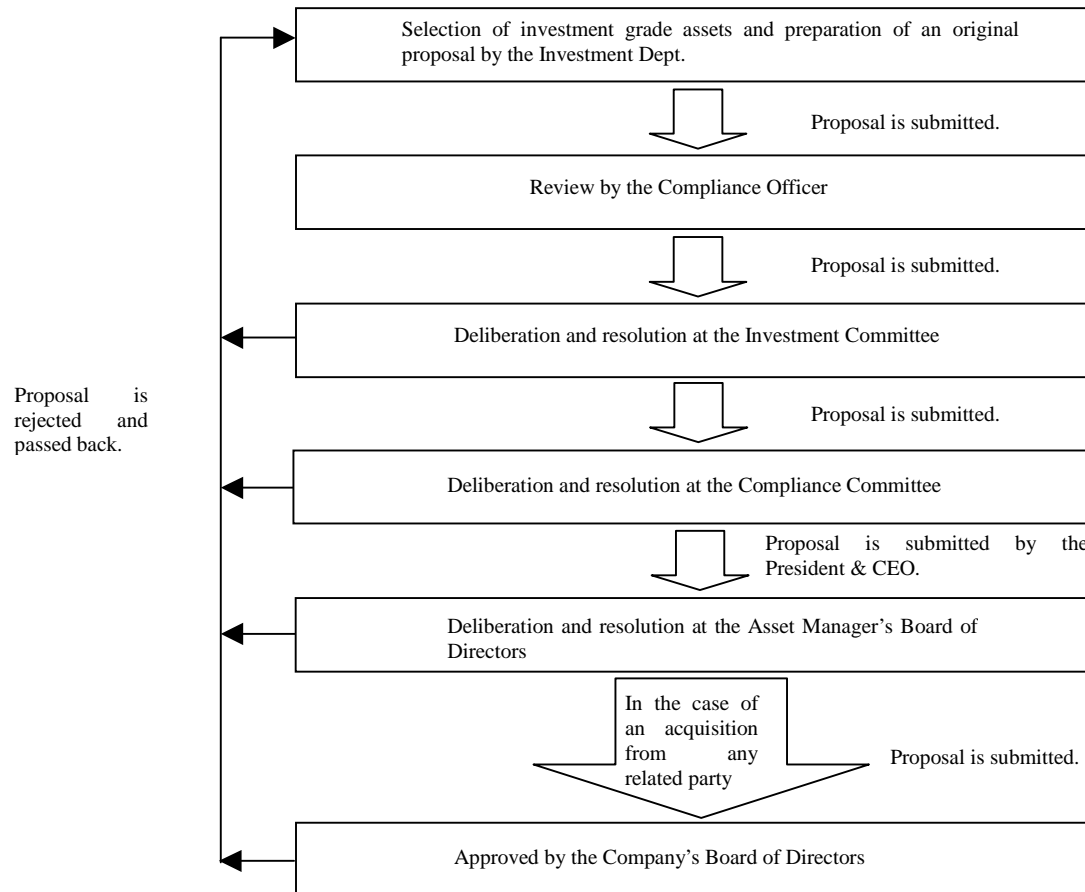 Selection of investment grade assets and preparation of an original
proposal by the Investment Dept.
Proposal is submitted.
Review by the Compliance Officer
Proposal is submitted.
Deliberation and resolution at the Investment Committee
Proposal is
rejected and
passed back.
Proposal is submitted.
Deliberation and resolution at the Compliance Committee
Proposal is submitted by the
President & CEO.
Deliberation and resolution at the Asset Manager's Board of
Directors
In the case of
an acquisition
from any
related party
Proposal is submitted.
Approved by the Company's Board of Directors